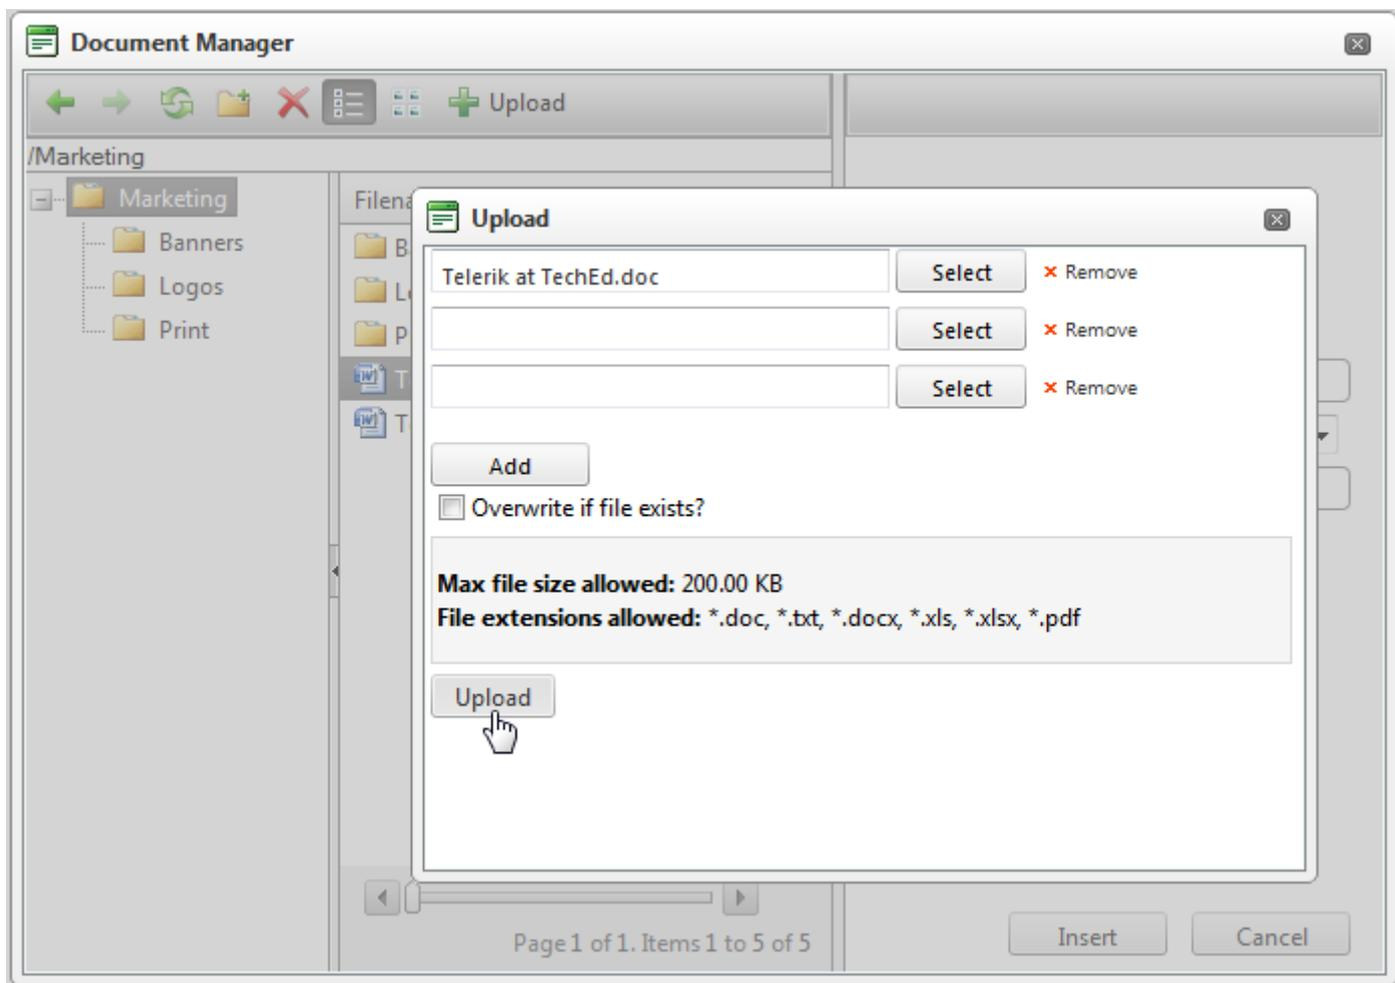 Document Manager
Upload
/Marketing
Marketing
Banners
Logos
Print
Upload
Telerik at TechEd.doc Select Remove
Select Remove
Select Remove
Add
Overwrite if file exists?
Max file size allowed: 200.00 KB
File extensions allowed: *.doc, *.txt, *.docx, *.xls, *.xlsx, *.pdf
Upload
Page 1 of 1. Items 1 to 5 of 5
Insert Cancel